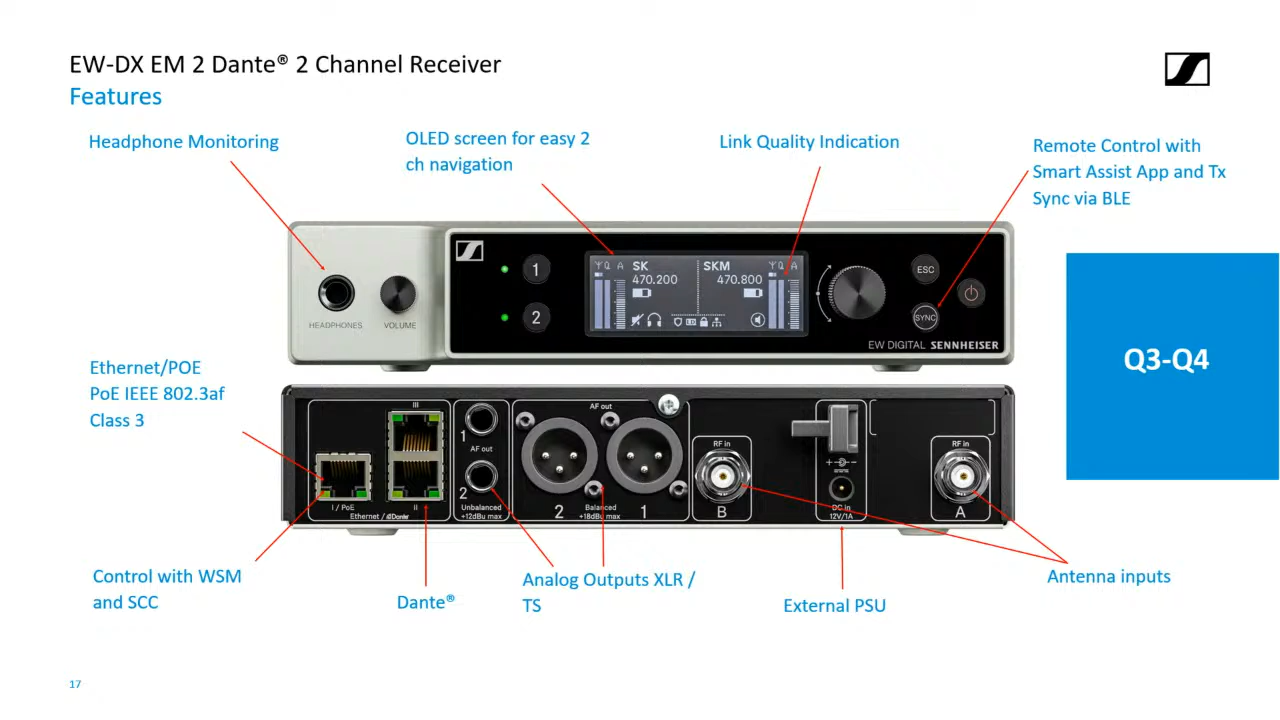 EW-DX EM 2 Dante® 2 Channel Receiver
Features
Headphone Monitoring
OLED screen for easy 2
ch navigation
Link Quality Indication
Remote Control with
Smart Assist App and Tx
Sync via BLE
HEADPHONES
VOLUME
1
2
Q A
SK
470.200
SKM
470.800
Q A
ESC
SYNC
EW DIGITAL SENNHEISER
Q3-Q4
Ethernet/POE
PoE IEEE 802.3af
Class 3
III
I / PoE
II
Ethernet / Dante
1
AF out
2
Unbalanced
+12dBu max
AF out
2
Balanced
+18dBu max
1
RF in
B
DC in
12V/1A
RF in
A
Control with WSM
and SCC
Dante®
Analog Outputs XLR /
TS
External PSU
Antenna inputs
17